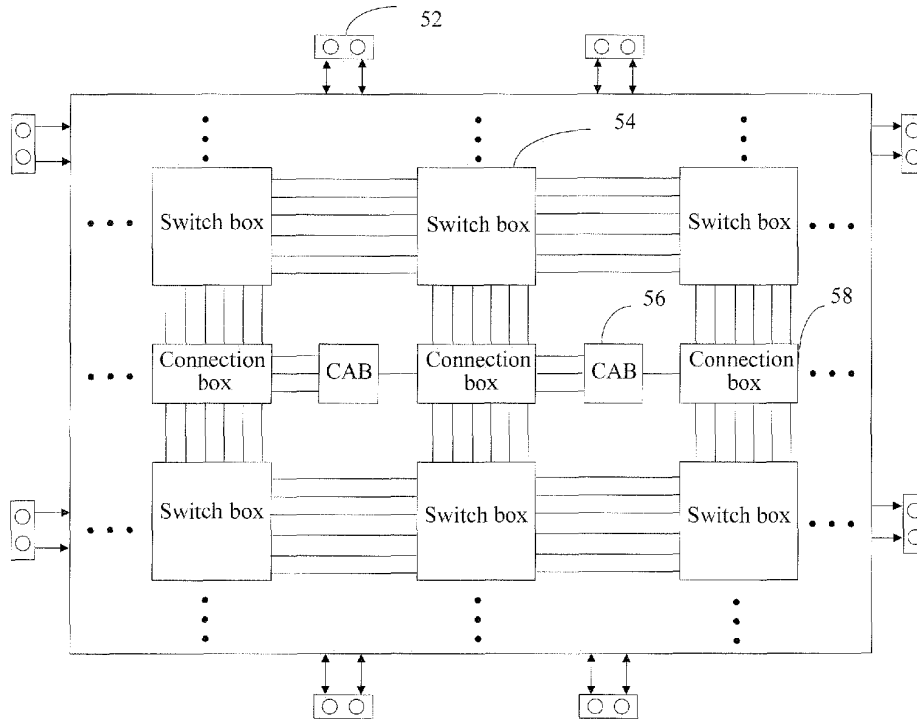 52
54
Switch box
Switch box
Switch box
56
58
Connection
box
CAB
Connection
box
CAB
Connection
box
Switch box
Switch box
Switch box